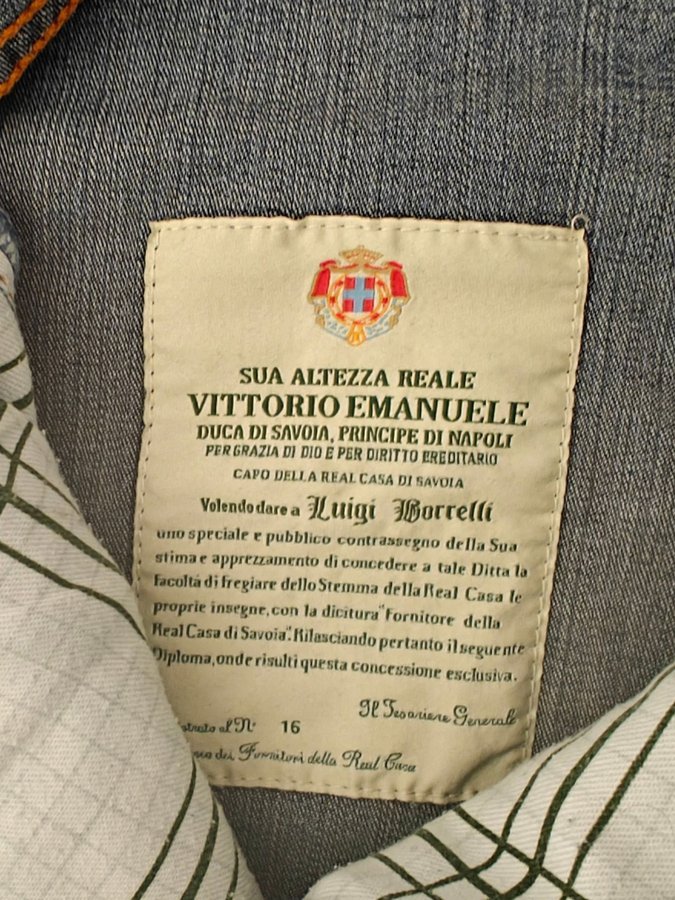 SUA ALTEZZA REALE
VITTORIO EMANUELE
DUCA DI SAVOIA, PRINCIPE DI NAPOLI
PER GRAZIA DI DIO E PER DIRITTO EREDITARIO
CAPO DELLA REAL CASA DI SAVOIA
Volendo dare a Luigi Borrelli
uno speciale e pubblico contrassegno della Sua
stima e apprezzamento di concedere a tale Ditta la
facoltà di fregiare dello Stemma della Real Casa le
proprie insegne, con la dicitura "Fornitore della
Real Casa di Savoia". Rilasciando pertanto il seguente
Diploma, onde risulti questa concessione esclusiva.
Il Tesoriere Generale
al N° 16
dei Fornitori della Real Casa